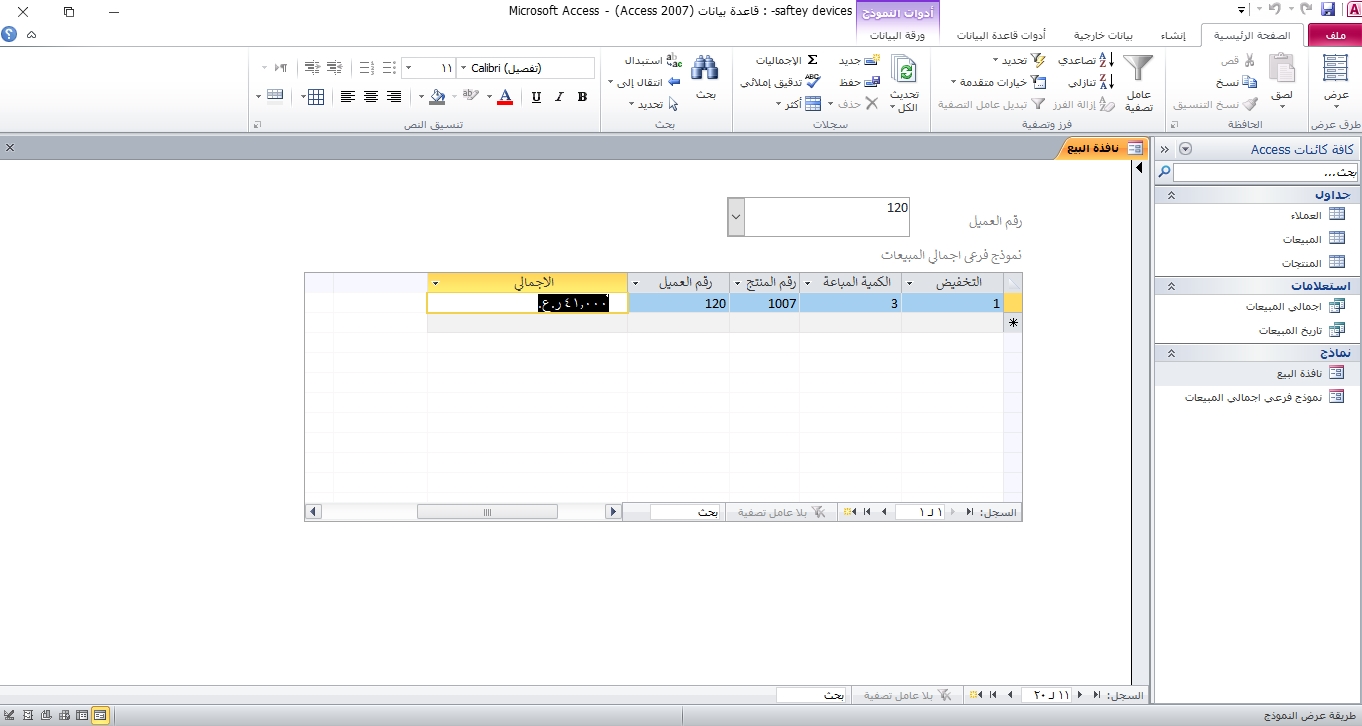 saftey devices- : قاعدة بيانات (Access 2007) - Microsoft Access
أدوات النموذج
ملف
الصفحة الرئيسية
إنشاء
بيانات خارجية
أدوات قاعدة البيانات
ورقة البيانات
عرض
طرق عرض
لصق
قص
نسخ
نسخ التنسيق
الحافظة
عامل تصفية
تصاعدي
تنازلي
إزالة الفرز
تحديد
خيارات متقدمة
تبديل عامل التصفية
فرز وتصفية
تحديث الكل
جديد
حفظ
حذف
الإجماليات
تدقيق إملائي
أكثر
سجلات
بحث
استبدال
انتقال إلى
تحديد
بحث
Calibri (تفصيل)
١١
B I U
تنسيق النص
كافة كائنات Access
بحث...
جداول
العملاء
المبيعات
المنتجات
استعلامات
اجمالي المبيعات
تاريخ المبيعات
نماذج
نافذة البيع
نموذج فرعي اجمالي المبيعات
نافذة البيع
رقم العميل 120
نموذج فرعي اجمالي المبيعات
التخفيض الكمية المباعة رقم المنتج رقم العميل الاجمالي
1 3 1007 120 ر.ع.٤١,٠٠٠
السجل: ١ لـ ١ بلا عامل تصفية بحث
السجل: ١١ لـ ٢٠ بلا عامل تصفية بحث
طريقة عرض النموذج